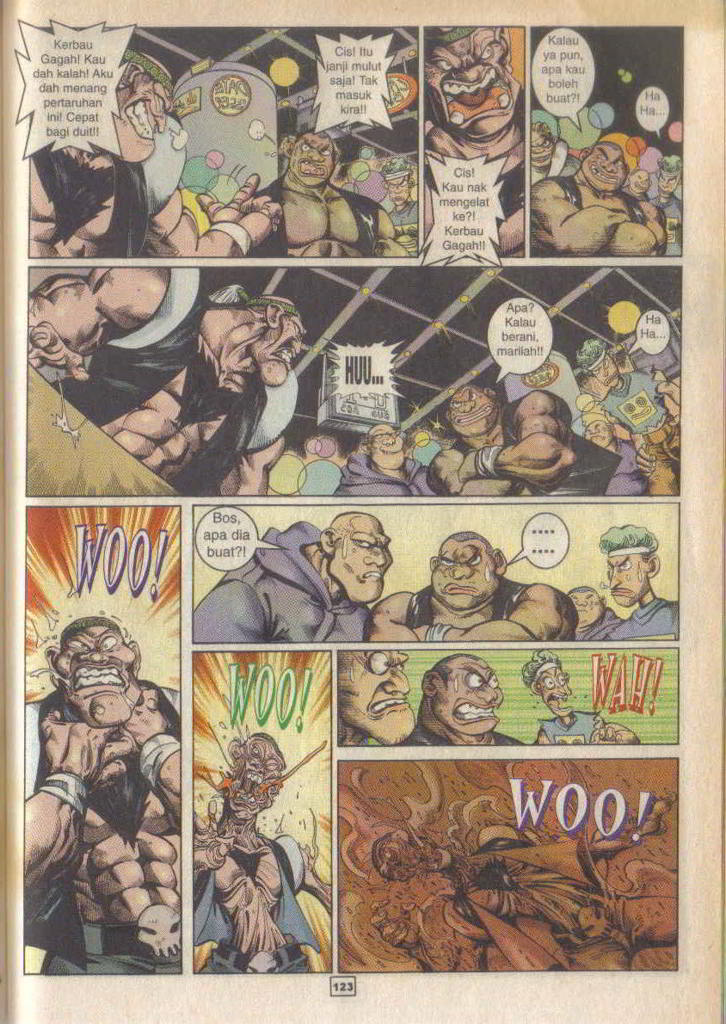 Kerbau
Gagah! Kau
dah kalah! Aku
dah menang
pertaruhan
ini! Cepat
bagi duit!!
Cis! Itu
janji mulut
saja! Tak
masuk
kira!!
Cis!
Kau nak
mengelat
ke?!
Kerbau
Gagah!!
Kalau
ya pun,
apa kau
boleh
buat?!
Ha
Ha...
HUU...
Apa?
Kalau
berani,
marilah!!
Ha
Ha...
WOO!
Bos,
apa dia
buat?!
....
....
WOO!
WAH!
WOO!
123